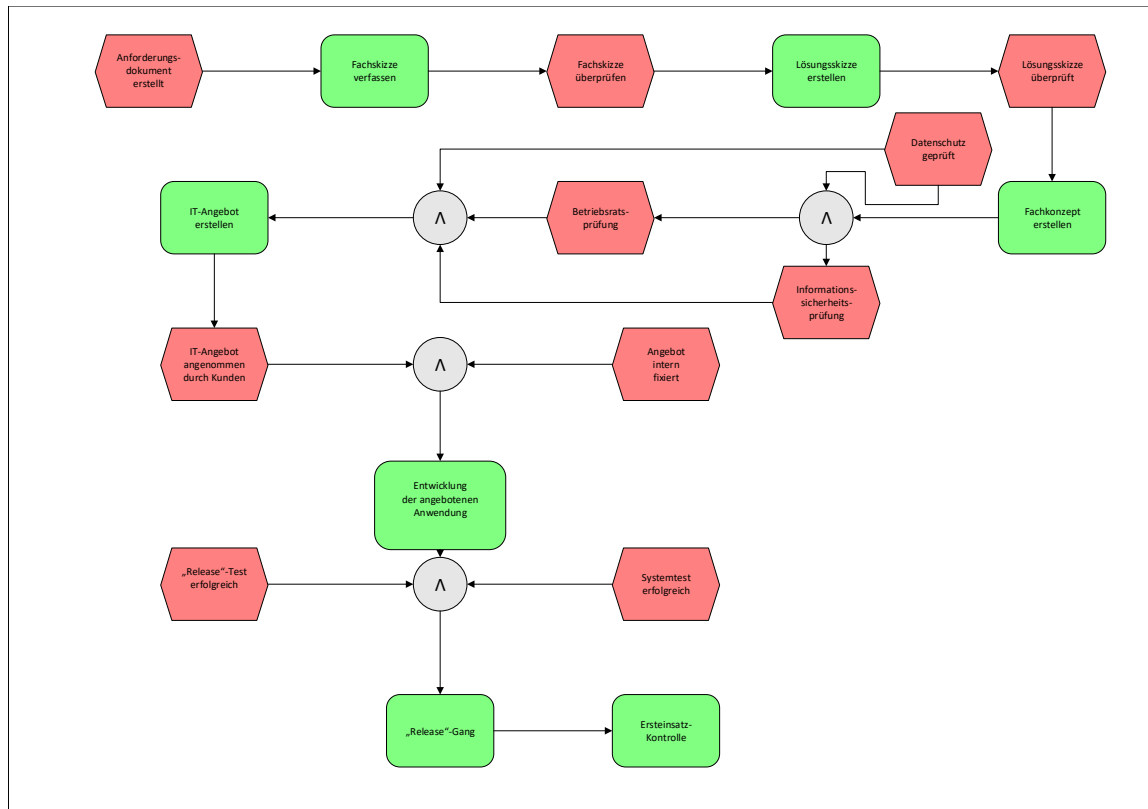 Anforderungs-
dokument
erstellt
Fachskizze
verfassen
Fachskizze
überprüfen
Lösungsskizze
erstellen
Lösungsskizze
überprüft
Datenschutz
geprüft
IT-Angebot
erstellen
Λ
Betriebsrats-
prüfung
Λ
Fachkonzept
erstellen
Informations-
sicherheits-
prüfung
IT-Angebot
angenommen
durch Kunden
Λ
Angebot
intern
fixiert
Entwicklung
der angebotenen
Anwendung
„Release“-Test
erfolgreich
Λ
Systemtest
erfolgreich
„Release“-Gang
Ersteinsatz-
Kontrolle